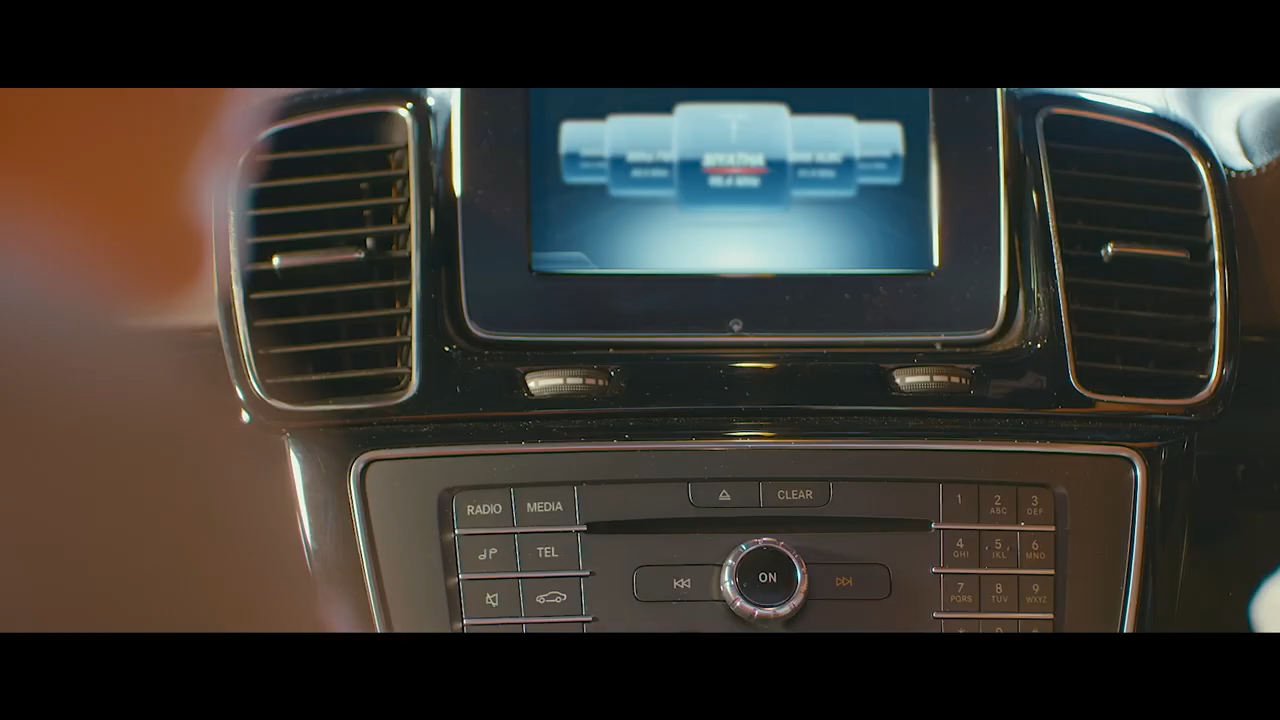 RADIO
MEDIA
CLEAR
TEL
ON
1
2
ABC
3
DEF
4
GHI
5
JKL
6
MNO
7
PQRS
8
TUV
9
WXYZ